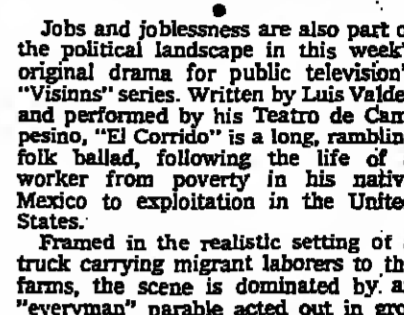 Jobs and joblessness are also part o
the political landscape in this week'
original drama for public television'
"Visions" series. Written by Luis Valde
and performed by his Teatro de Cam
pesino, "El Corrido" is a long, ramblin
folk ballad, following the life of
worker from poverty in his nativ
Mexico to exploitation in the Unite
States.
Framed in the realistic setting of
truck carrying migrant laborers to th
farms, the scene is dominated by a
"everyman" parable acted out in gro